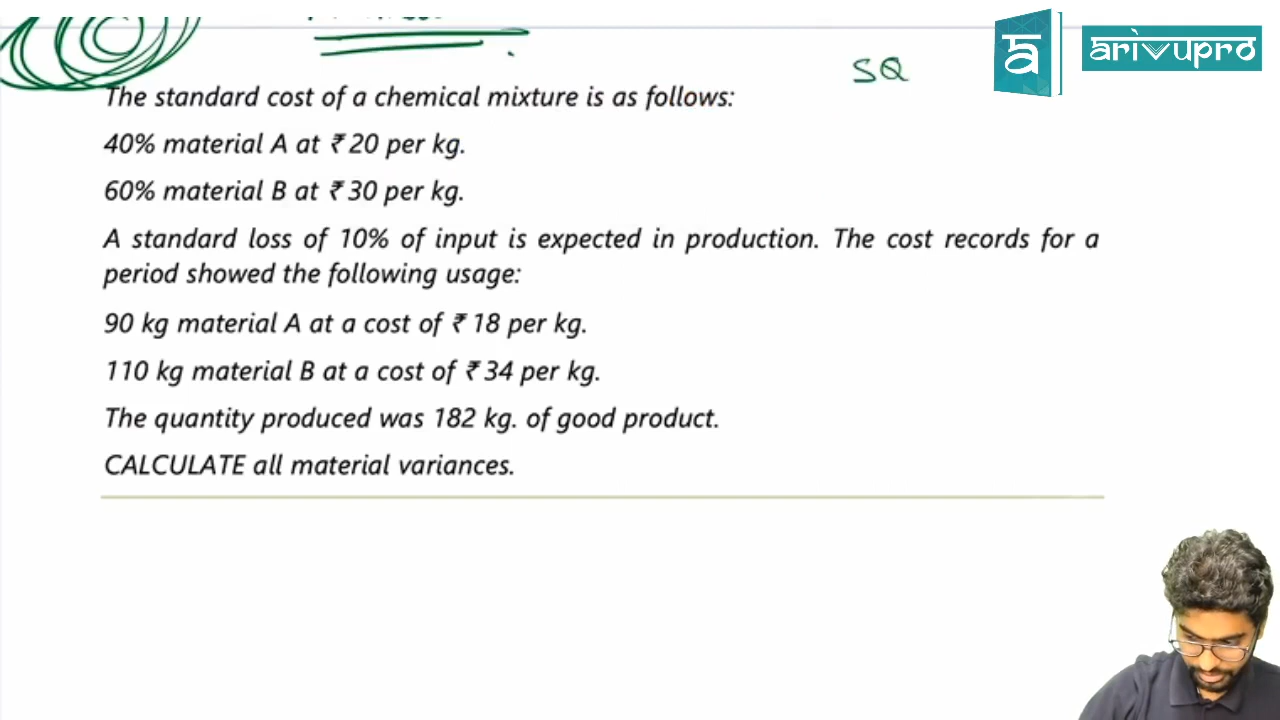 SQ
arivupro
The standard cost of a chemical mixture is as follows:
40% material A at ₹ 20 per kg.
60% material B at ₹ 30 per kg.
A standard loss of 10% of input is expected in production. The cost records for a
period showed the following usage:
90 kg material A at a cost of ₹ 18 per kg.
110 kg material B at a cost of ₹ 34 per kg.
The quantity produced was 182 kg. of good product.
CALCULATE all material variances.